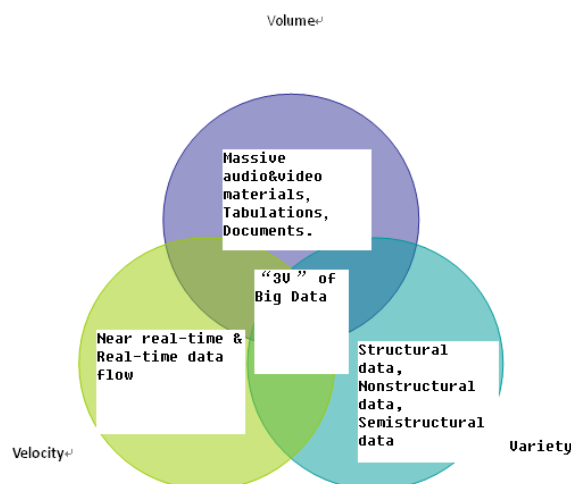 Volume↵
Massive
audio&video
materials,
Tabulations,
Documents.
“3V” of
Big Data
Near real-time &
Real-time data
flow
Structural
data,
Nonstructural
data,
Semistructural
data
Velocity↵
Variety